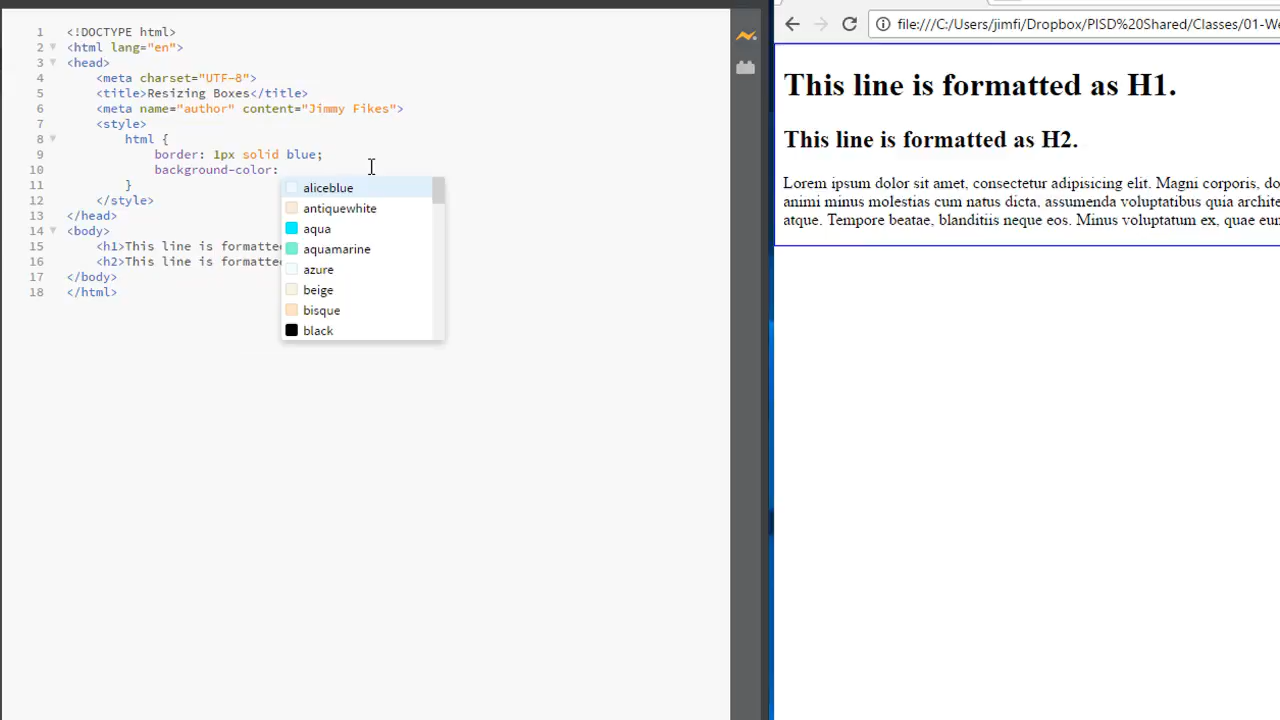 1 <!DOCTYPE html>
2 <html lang="en">
3 <head>
4 <meta charset="UTF-8">
5 <title>Resizing Boxes</title>
6 <meta name="author" content="Jimmy Fikes">
7 <style>
8 html {
9 border: 1px solid blue;
10 background-color:
11 }
12 </style>
13 </head>
14 <body>
15 <h1>This line is formatted
16 <h2>This line is formatted
17 </body>
18 </html>
aliceblue
antiquewhite
aqua
aquamarine
azure
beige
bisque
black
file:///C:/Users/jimfi/Dropbox/PISD%20Shared/Classes/01-We
This line is formatted as H1.
This line is formatted as H2.
Lorem ipsum dolor sit amet, consectetur adipisicing elit. Magni corporis, do
animi minus molestias cum natus dicta, assumenda voluptatibus quia archite
atque. Tempore beatae, blanditiis neque eos. Minus voluptatum ex, quae eum